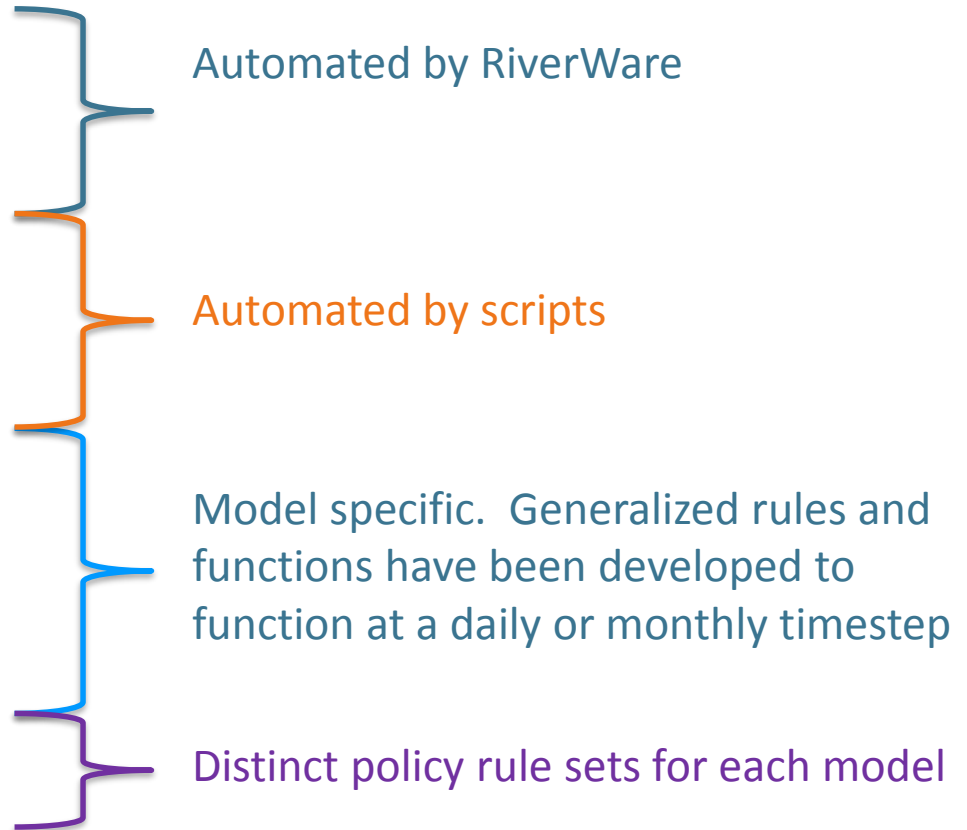 Automated by RiverWare
Automated by scripts
Model specific.  Generalized rules and
functions have been developed to
function at a daily or monthly timestep
Distinct policy rule sets for each model